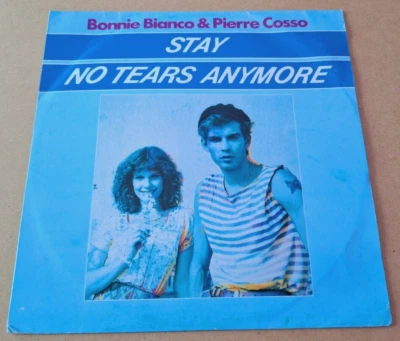 Bonnie Bianco & Pierre Cosso
STAY
NO TEARS ANYMORE